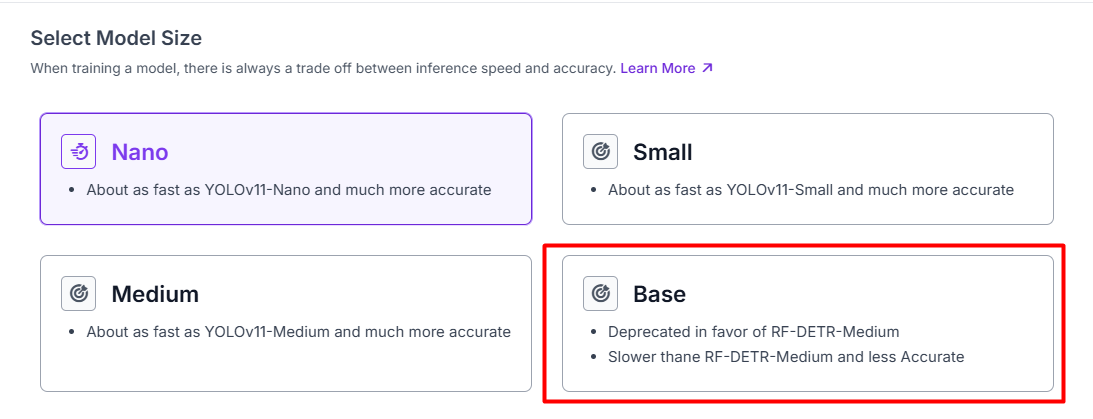 Select Model Size
When training a model, there is always a trade off between inference speed and accuracy. Learn More
Nano
About as fast as YOLOv11-Nano and much more accurate
Small
About as fast as YOLOv11-Small and much more accurate
Medium
About as fast as YOLOv11-Medium and much more accurate
Base
Deprecated in favor of RF-DETR-Medium
Slower thane RF-DETR-Medium and less Accurate